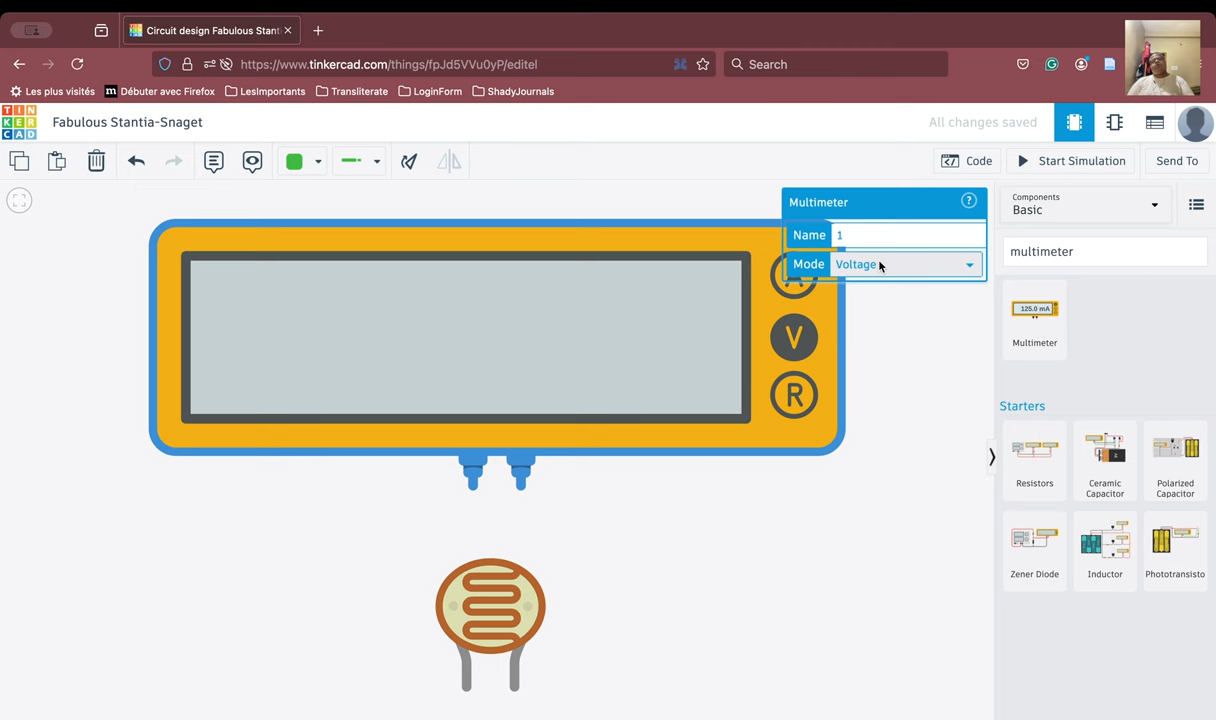 Circuit design Fabulous Stanti
https://www.tinkercad.com/things/fpJd5VVu0yP/editel
Search
Les plus visités
Débuter avec Firefox
LesImportants
Transliterate
LoginForm
ShadyJournals
TIN
KER
CAD
Fabulous Stantia-Snaget
All changes saved
Code
Start Simulation
Send To
Multimeter
?
Name 1
Mode Voltage
A
V
R
Components
Basic
multimeter
125.0 mA
Multimeter
Starters
Resistors
Ceramic
Capacitor
Polarized
Capacitor
Zener Diode
Inductor
Phototransisto